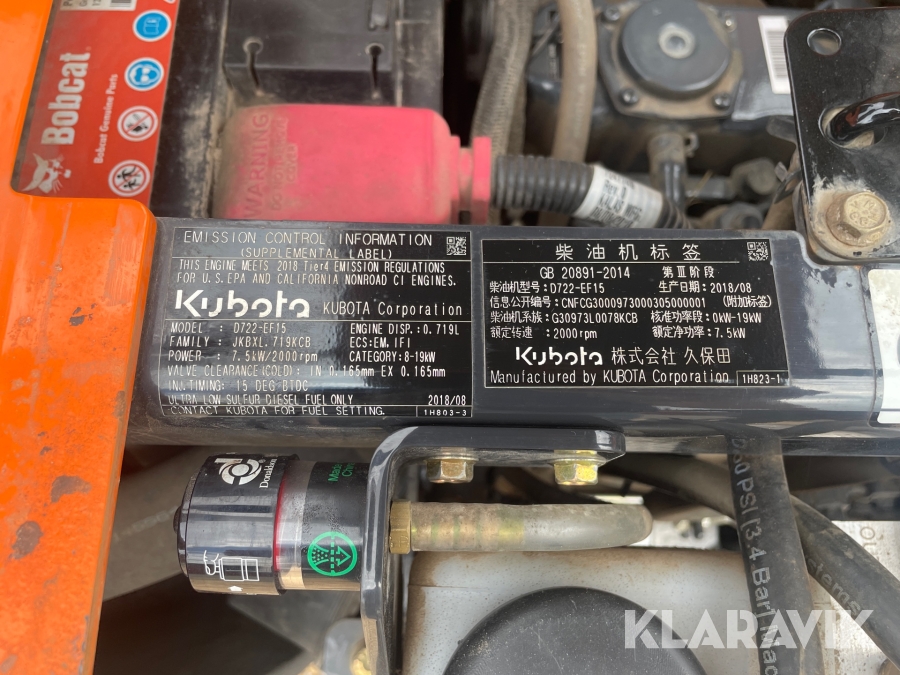 Bobcat
Bobcat Genuine Parts
WARNING
EMISSION CONTROL INFORMATION
(SUPPLEMENTAL LABEL)
THIS ENGINE MEETS 2018 Tier4 EMISSION REGULATIONS
FOR U.S.EPA AND CALIFORNIA NONROAD CI ENGINES.
Kubota KUBOTA Corporation
MODEL : D722-EF15 ENGINE DISP.: 0.719L
FAMILY : JKBXL.719KCB ECS: EM, IFI
POWER : 7.5kW/2000rpm CATEGORY: 8-19kW
VALVE CLEARANCE(COLD): IN 0.165mm EX 0.165mm
INJ.TIMING: 15 DEG BTDC
ULTRA LOW SULFUR DIESEL FUEL ONLY 2018/08
CONTACT KUBOTA FOR FUEL SETTING. 1H803-3
柴油机标签
GB 20891-2014 第Ⅲ阶段
柴油机型号: D722-EF15 生产日期: 2018/08
信息公开编号: CNFCG3000973000305000001 (附加标签)
柴油机系族: G30973L0078KCB 核准功率段: 0kW-19kW
额定转速 : 2000rpm 额定净功率: 7.5kW
Kubota 株式会社 久保田
Manufactured by KUBOTA Corporation 1H823-1
Donaldson
PSI (3.4 Bar) Ma
KLARAVIK